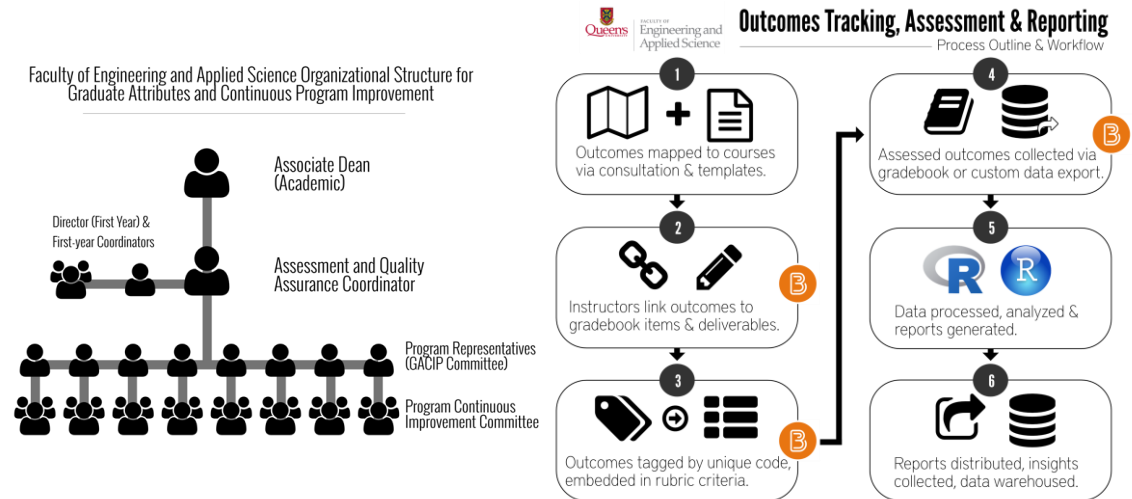 Faculty of Engineering and Applied Science Organizational Structure for
Graduate Attributes and Continuous Program Improvement
Associate Dean
(Academic)
Director (First Year) &
First-year Coordinators
Assessment and Quality
Assurance Coordinator
Program Representatives
(GACIP Committee)
Program Continuous
Improvement Committee
Queen's
UNIVERSITY
FACULTY OF
Engineering and
Applied Science
Outcomes Tracking, Assessment & Reporting
Process Outline & Workflow
1
Outcomes mapped to courses
via consultation & templates.
2
Instructors link outcomes to
gradebook items & deliverables.
B
3
Outcomes tagged by unique code,
embedded in rubric criteria.
B
4
Assessed outcomes collected via
gradebook or custom data export.
B
5
R
R
Data processed, analyzed &
reports generated.
6
Reports distributed, insights
collected, data warehoused.